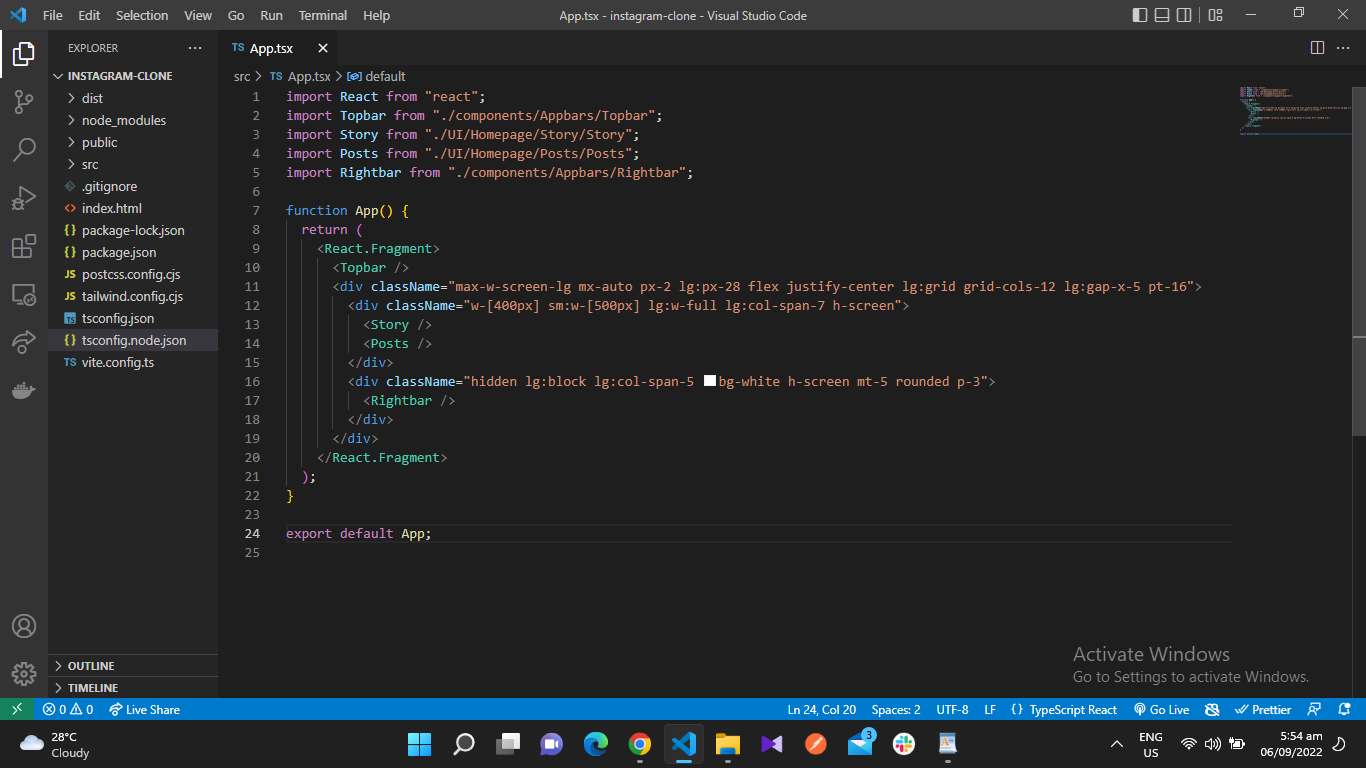 File Edit Selection View Go Run Terminal Help App.tsx - instagram-clone - Visual Studio Code
EXPLORER ···
INSTAGRAM-CLONE
dist
node_modules
public
src
.gitignore
index.html
{} package-lock.json
{} package.json
JS postcss.config.cjs
JS tailwind.config.cjs
TS tsconfig.json
{} tsconfig.node.json
TS vite.config.ts
OUTLINE
TIMELINE
TS App.tsx
src > TS App.tsx > default
1 import React from "react";
2 import Topbar from "./components/Appbars/Topbar";
3 import Story from "./UI/Homepage/Story/Story";
4 import Posts from "./UI/Homepage/Posts/Posts";
5 import Rightbar from "./components/Appbars/Rightbar";
6
7 function App() {
8 return (
9 <React.Fragment>
10 <Topbar />
11 <div className="max-w-screen-lg mx-auto px-2 lg:px-28 flex justify-center lg:grid grid-cols-12 lg:gap-x-5 pt-16">
12 <div className="w-[400px] sm:w-[500px] lg:w-full lg:col-span-7 h-screen">
13 <Story />
14 <Posts />
15 </div>
16 <div className="hidden lg:block lg:col-span-5 bg-white h-screen mt-5 rounded p-3">
17 <Rightbar />
18 </div>
19 </div>
20 </React.Fragment>
21 );
22 }
23
24 export default App;
25
Activate Windows
Go to Settings to activate Windows.
0 0 Live Share Ln 24, Col 20 Spaces: 2 UTF-8 LF {} TypeScript React Go Live Prettier
28°C
Cloudy
3
ENG
US
5:54 am
06/09/2022